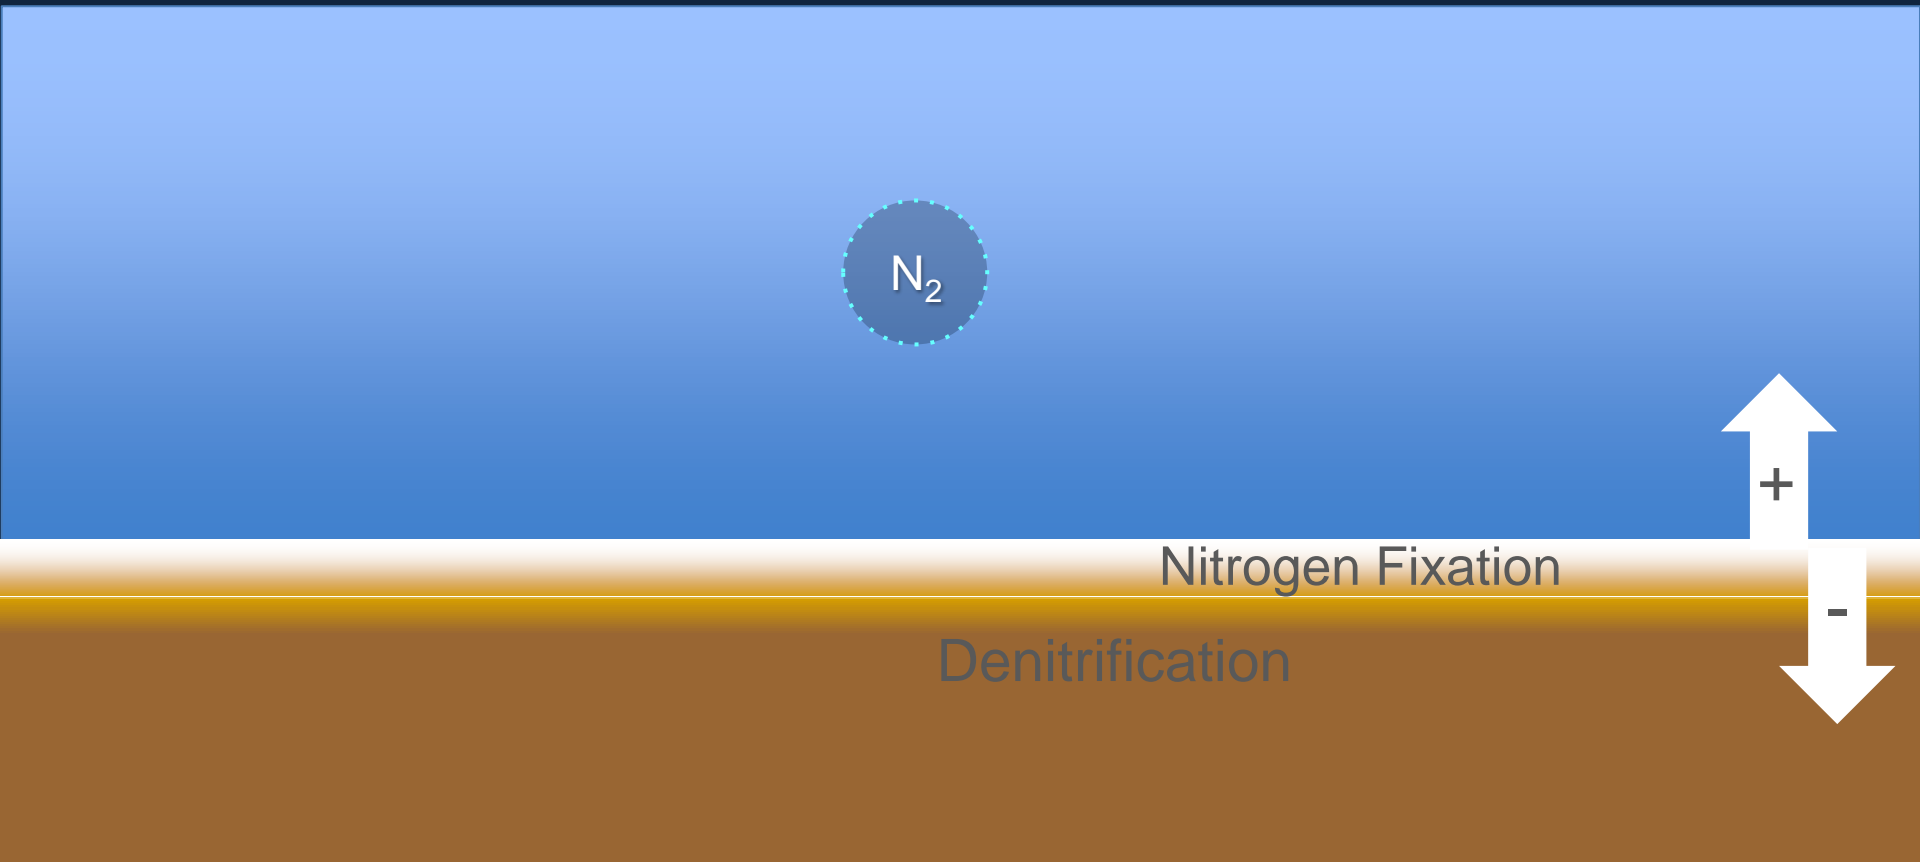 N₂
+
Nitrogen Fixation
-
Denitrification